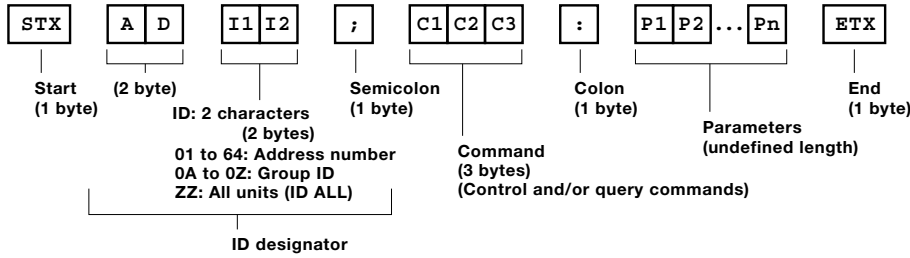 STX A D I1 I2 ; C1 C2 C3 : P1 P2 ... Pn ETX
Start
(1 byte)
(2 byte)
ID: 2 characters
(2 bytes)
01 to 64: Address number
0A to 0Z: Group ID
ZZ: All units (ID ALL)
Semicolon
(1 byte)
Command
(3 bytes)
(Control and/or query commands)
Colon
(1 byte)
Parameters
(undefined length)
End
(1 byte)
ID designator